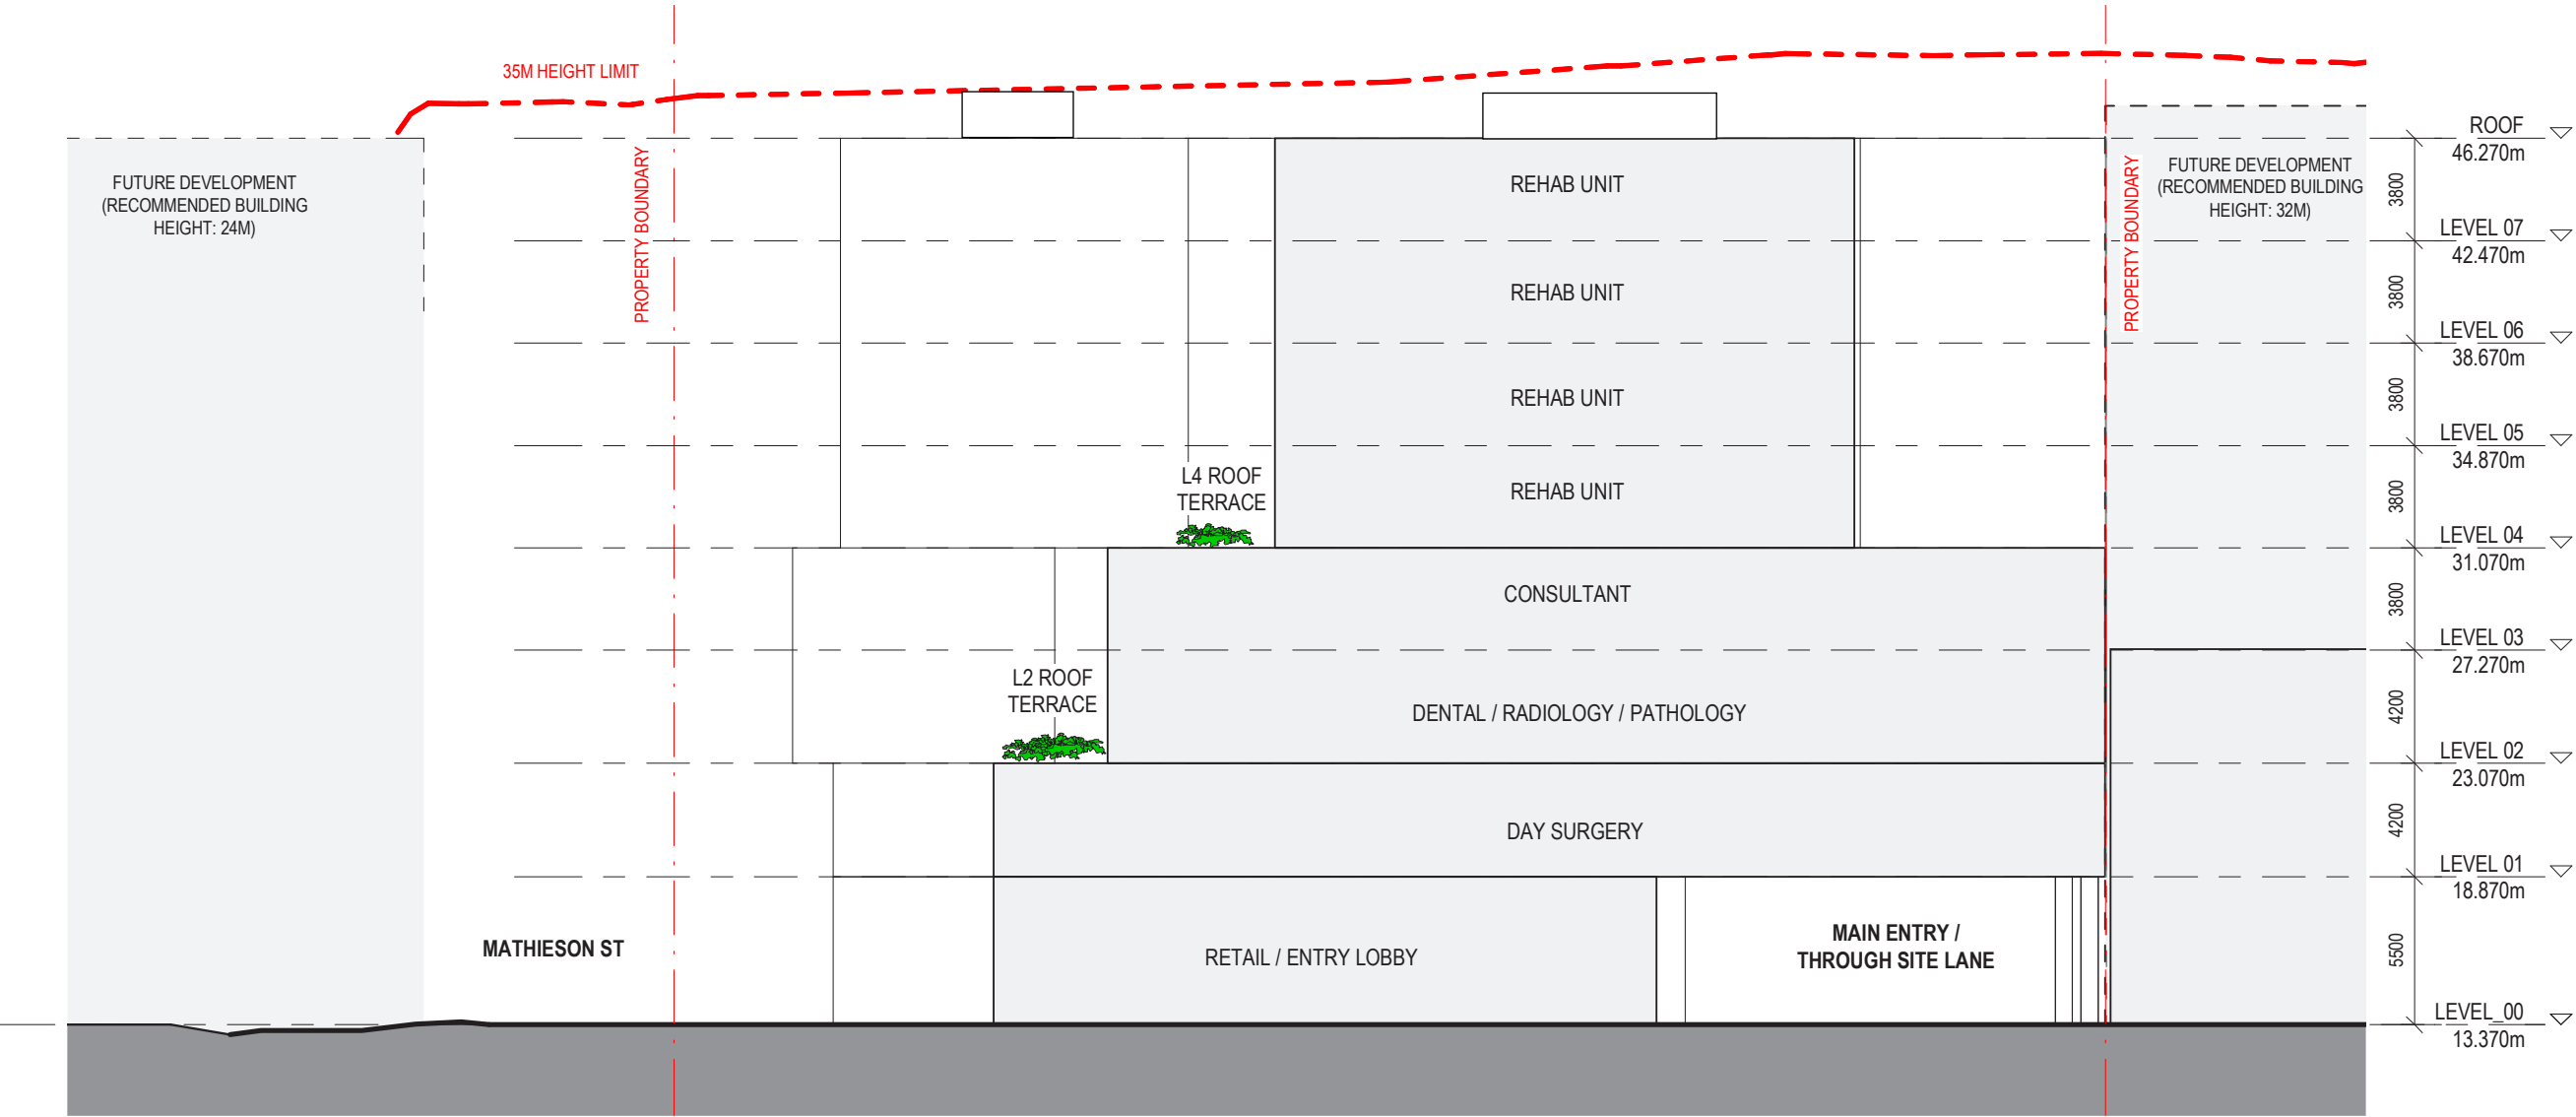 35M HEIGHT LIMIT
PROPERTY BOUNDARY
PROPERTY BOUNDARY
FUTURE DEVELOPMENT
(RECOMMENDED BUILDING
HEIGHT: 24M)
FUTURE DEVELOPMENT
(RECOMMENDED BUILDING
HEIGHT: 32M)
REHAB UNIT
REHAB UNIT
REHAB UNIT
REHAB UNIT
L4 ROOF
TERRACE
CONSULTANT
L2 ROOF
TERRACE
DENTAL / RADIOLOGY / PATHOLOGY
DAY SURGERY
MATHIESON ST
RETAIL / ENTRY LOBBY
MAIN ENTRY /
THROUGH SITE LANE
ROOF
46.270m
3800
LEVEL 07
42.470m
3800
LEVEL 06
38.670m
3800
LEVEL 05
34.870m
3800
LEVEL 04
31.070m
3800
LEVEL 03
27.270m
4200
LEVEL 02
23.070m
4200
LEVEL 01
18.870m
5500
LEVEL_00
13.370m